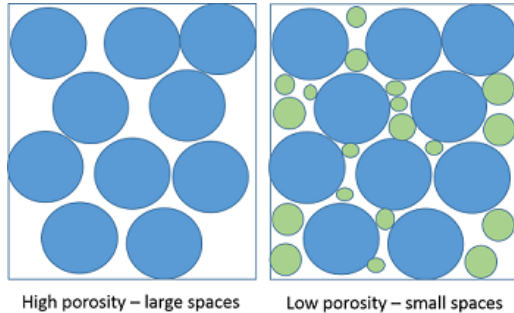 High porosity – large spaces
Low porosity – small spaces